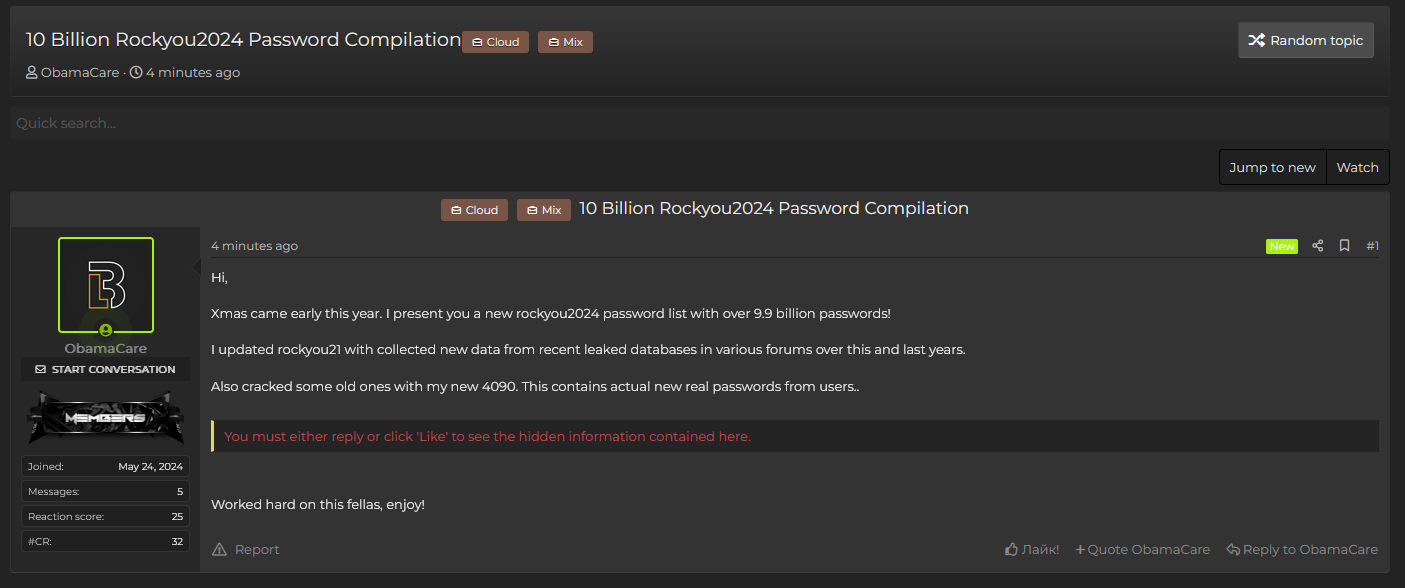 10 Billion Rockyou2024 Password Compilation Cloud Mix
Random topic
ObamaCare · 4 minutes ago
Quick search...
Jump to new Watch
Cloud Mix 10 Billion Rockyou2024 Password Compilation
ObamaCare
START CONVERSATION
MEMBERS
Joined: May 24, 2024
Messages: 5
Reaction score: 25
#CR: 32
4 minutes ago New #1
Hi,
Xmas came early this year. I present you a new rockyou2024 password list with over 9.9 billion passwords!
I updated rockyou21 with collected new data from recent leaked databases in various forums over this and last years.
Also cracked some old ones with my new 4090. This contains actual new real passwords from users..
You must either reply or click 'Like' to see the hidden information contained here.
Worked hard on this fellas, enjoy!
Report Лайк! +Quote ObamaCare Reply to ObamaCare